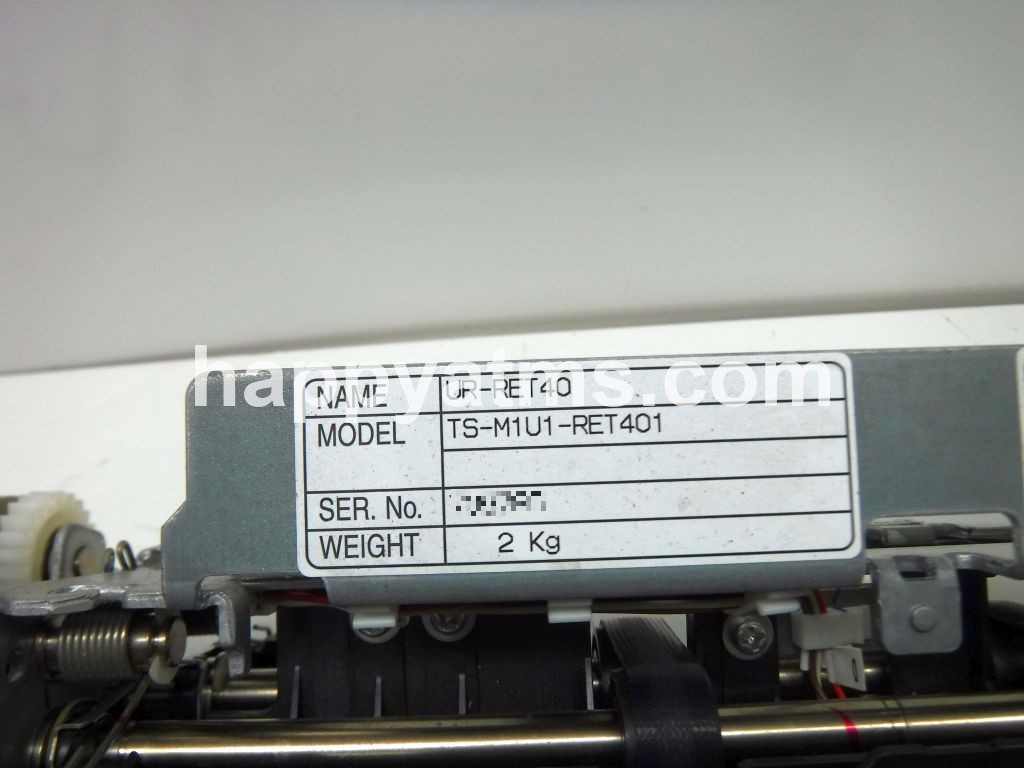 happyatms.com
NAME UR-RET40
MODEL TS-M1U1-RET401
SER. No.
WEIGHT 2 Kg